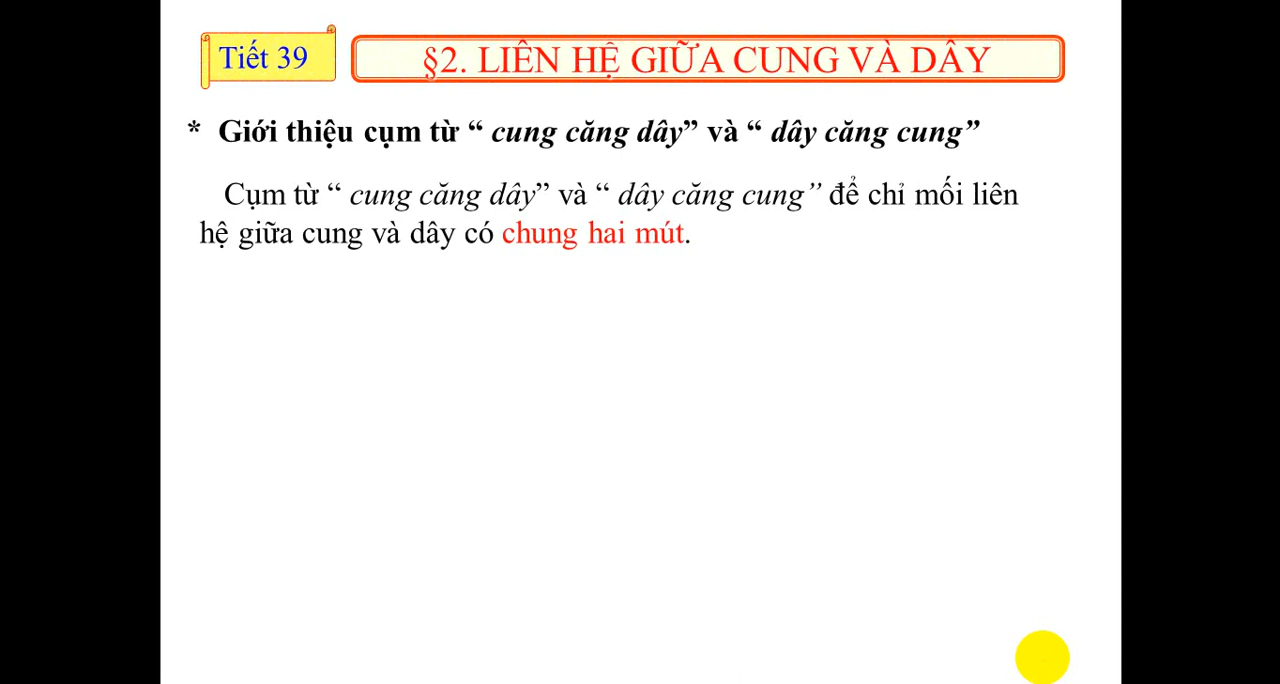 Tiết 39
§2. LIÊN HỆ GIỮA CUNG VÀ DÂY
* Giới thiệu cụm từ “ cung căng dây” và “ dây căng cung”
Cụm từ “ cung căng dây” và “ dây căng cung” để chỉ mối liên
hệ giữa cung và dây có chung hai mút.